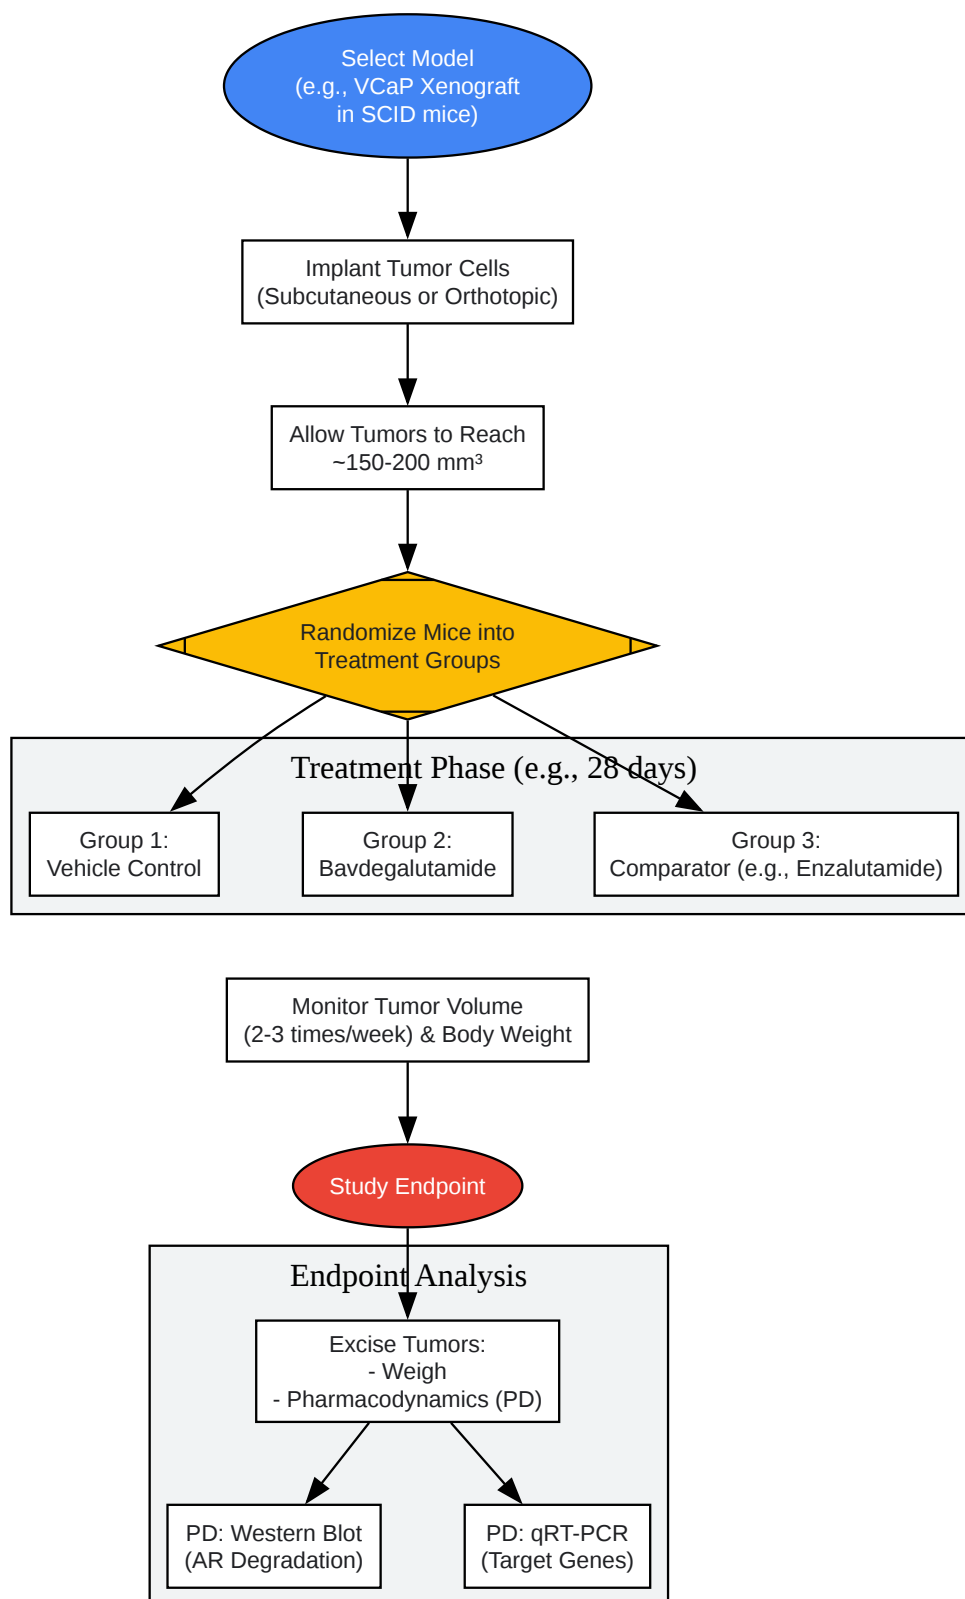 Select Model
(e.g., VCaP Xenograft
in SCID mice)
Implant Tumor Cells
(Subcutaneous or Orthotopic)
Allow Tumors to Reach
~150-200 mm³
Randomize Mice into
Treatment Groups
Treatment Phase (e.g., 28 days)
Group 1:
Vehicle Control
Group 2:
Bavdegalutamide
Group 3:
Comparator (e.g., Enzalutamide)
Monitor Tumor Volume
(2-3 times/week) & Body Weight
Study Endpoint
Endpoint Analysis
Excise Tumors:
- Weigh
- Pharmacodynamics (PD)
PD: Western Blot
(AR Degradation)
PD: qRT-PCR
(Target Genes)